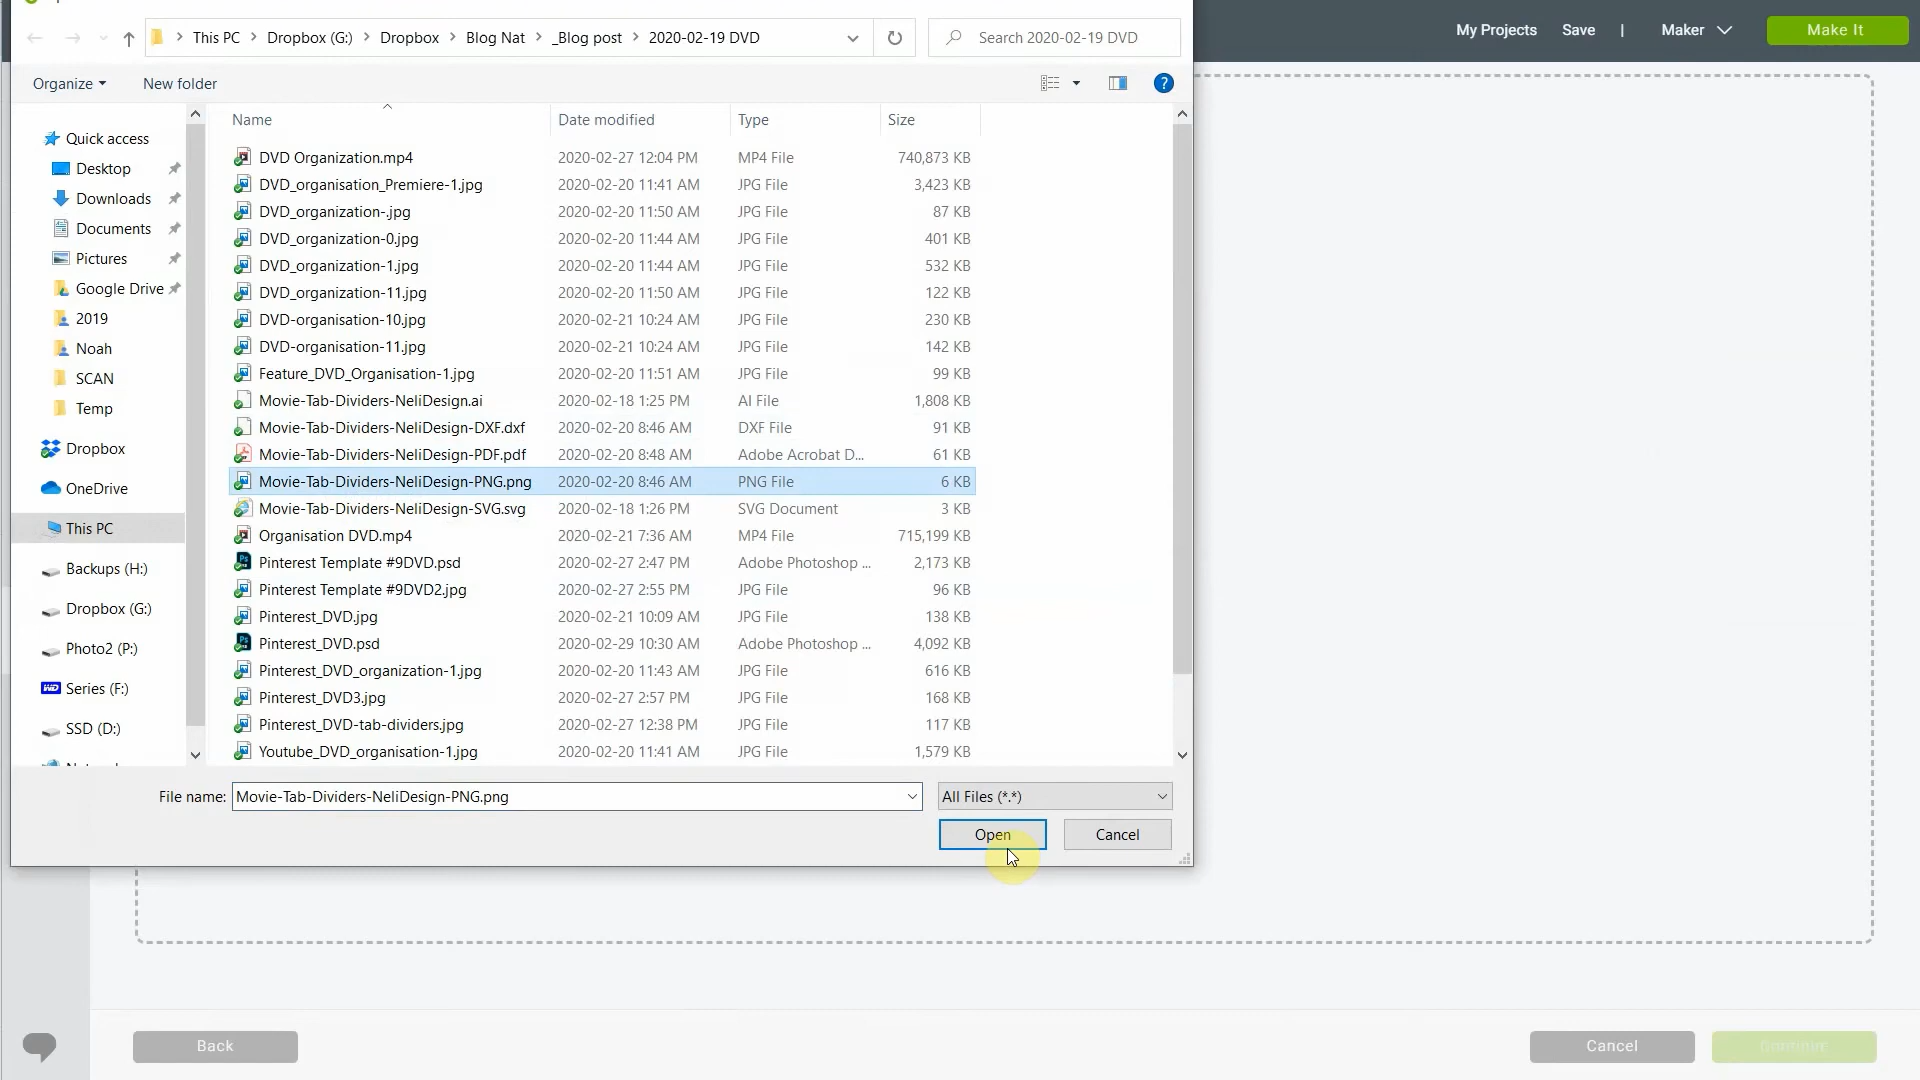 This PC > Dropbox (G:) > Dropbox > Blog Nat > _Blog post > 2020-02-19 DVD
Search 2020-02-19 DVD
My Projects Save | Maker Make It
Organize New folder ?
Name Date modified Type Size
Quick access
Desktop
Downloads
Documents
Pictures
Google Drive
2019
Noah
SCAN
Temp
Dropbox
OneDrive
This PC
Backups (H:)
Dropbox (G:)
Photo2 (P:)
WD Series (F:)
SSD (D:)
DVD Organization.mp4 2020-02-27 12:04 PM MP4 File 740,873 KB
DVD_organisation_Premiere-1.jpg 2020-02-20 11:41 AM JPG File 3,423 KB
DVD_organization-.jpg 2020-02-20 11:50 AM JPG File 87 KB
DVD_organization-0.jpg 2020-02-20 11:44 AM JPG File 401 KB
DVD_organization-1.jpg 2020-02-20 11:44 AM JPG File 532 KB
DVD_organization-11.jpg 2020-02-20 11:50 AM JPG File 122 KB
DVD-organisation-10.jpg 2020-02-21 10:24 AM JPG File 230 KB
DVD-organisation-11.jpg 2020-02-21 10:24 AM JPG File 142 KB
Feature_DVD_Organisation-1.jpg 2020-02-20 11:51 AM JPG File 99 KB
Movie-Tab-Dividers-NeliDesign.ai 2020-02-18 1:25 PM AI File 1,808 KB
Movie-Tab-Dividers-NeliDesign-DXF.dxf 2020-02-20 8:46 AM DXF File 91 KB
Movie-Tab-Dividers-NeliDesign-PDF.pdf 2020-02-20 8:48 AM Adobe Acrobat D... 61 KB
Movie-Tab-Dividers-NeliDesign-PNG.png 2020-02-20 8:46 AM PNG File 6 KB
Movie-Tab-Dividers-NeliDesign-SVG.svg 2020-02-18 1:26 PM SVG Document 3 KB
Organisation DVD.mp4 2020-02-21 7:36 AM MP4 File 715,199 KB
Pinterest Template #9DVD.psd 2020-02-27 2:47 PM Adobe Photoshop ... 2,173 KB
Pinterest Template #9DVD2.jpg 2020-02-27 2:55 PM JPG File 96 KB
Pinterest_DVD.jpg 2020-02-21 10:09 AM JPG File 138 KB
Pinterest_DVD.psd 2020-02-29 10:30 AM Adobe Photoshop ... 4,092 KB
Pinterest_DVD_organization-1.jpg 2020-02-20 11:43 AM JPG File 616 KB
Pinterest_DVD3.jpg 2020-02-27 2:57 PM JPG File 168 KB
Pinterest_DVD-tab-dividers.jpg 2020-02-27 12:38 PM JPG File 117 KB
Youtube_DVD_organisation-1.jpg 2020-02-20 11:41 AM JPG File 1,579 KB
File name: Movie-Tab-Dividers-NeliDesign-PNG.png All Files (*.*)
Open Cancel
Back Cancel Continue